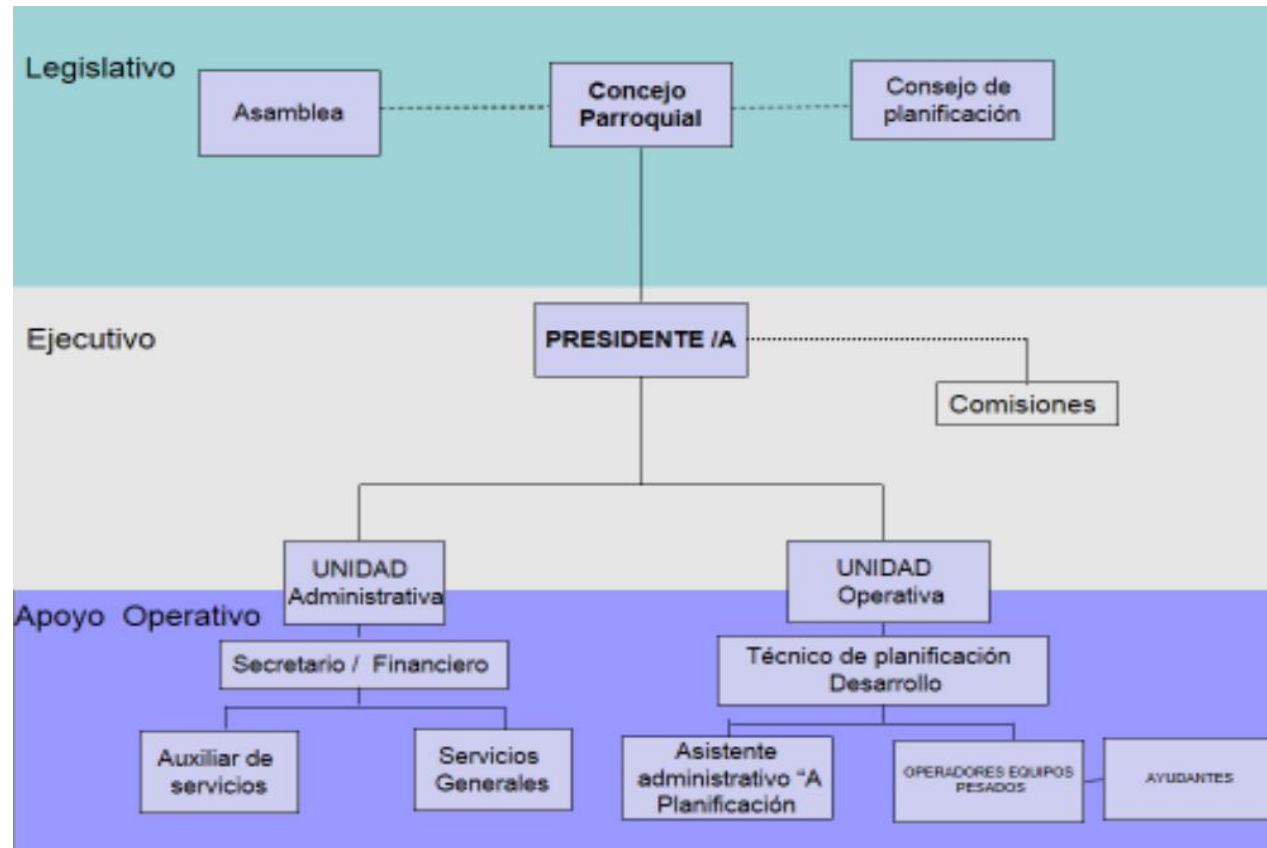 Legislativo
Asamblea
Concejo
Parroquial
Consejo de
planificación
Ejecutivo
PRESIDENTE /A
Comisiones
UNIDAD
Administrativa
UNIDAD
Operativa
Apoyo Operativo
Secretario / Financiero
Técnico de planificación
Desarrollo
Auxiliar de
servicios
Servicios
Generales
Asistente
administrativo “A
Planificación
OPERADORES EQUIPOS
PESADOS
AYUDANTES